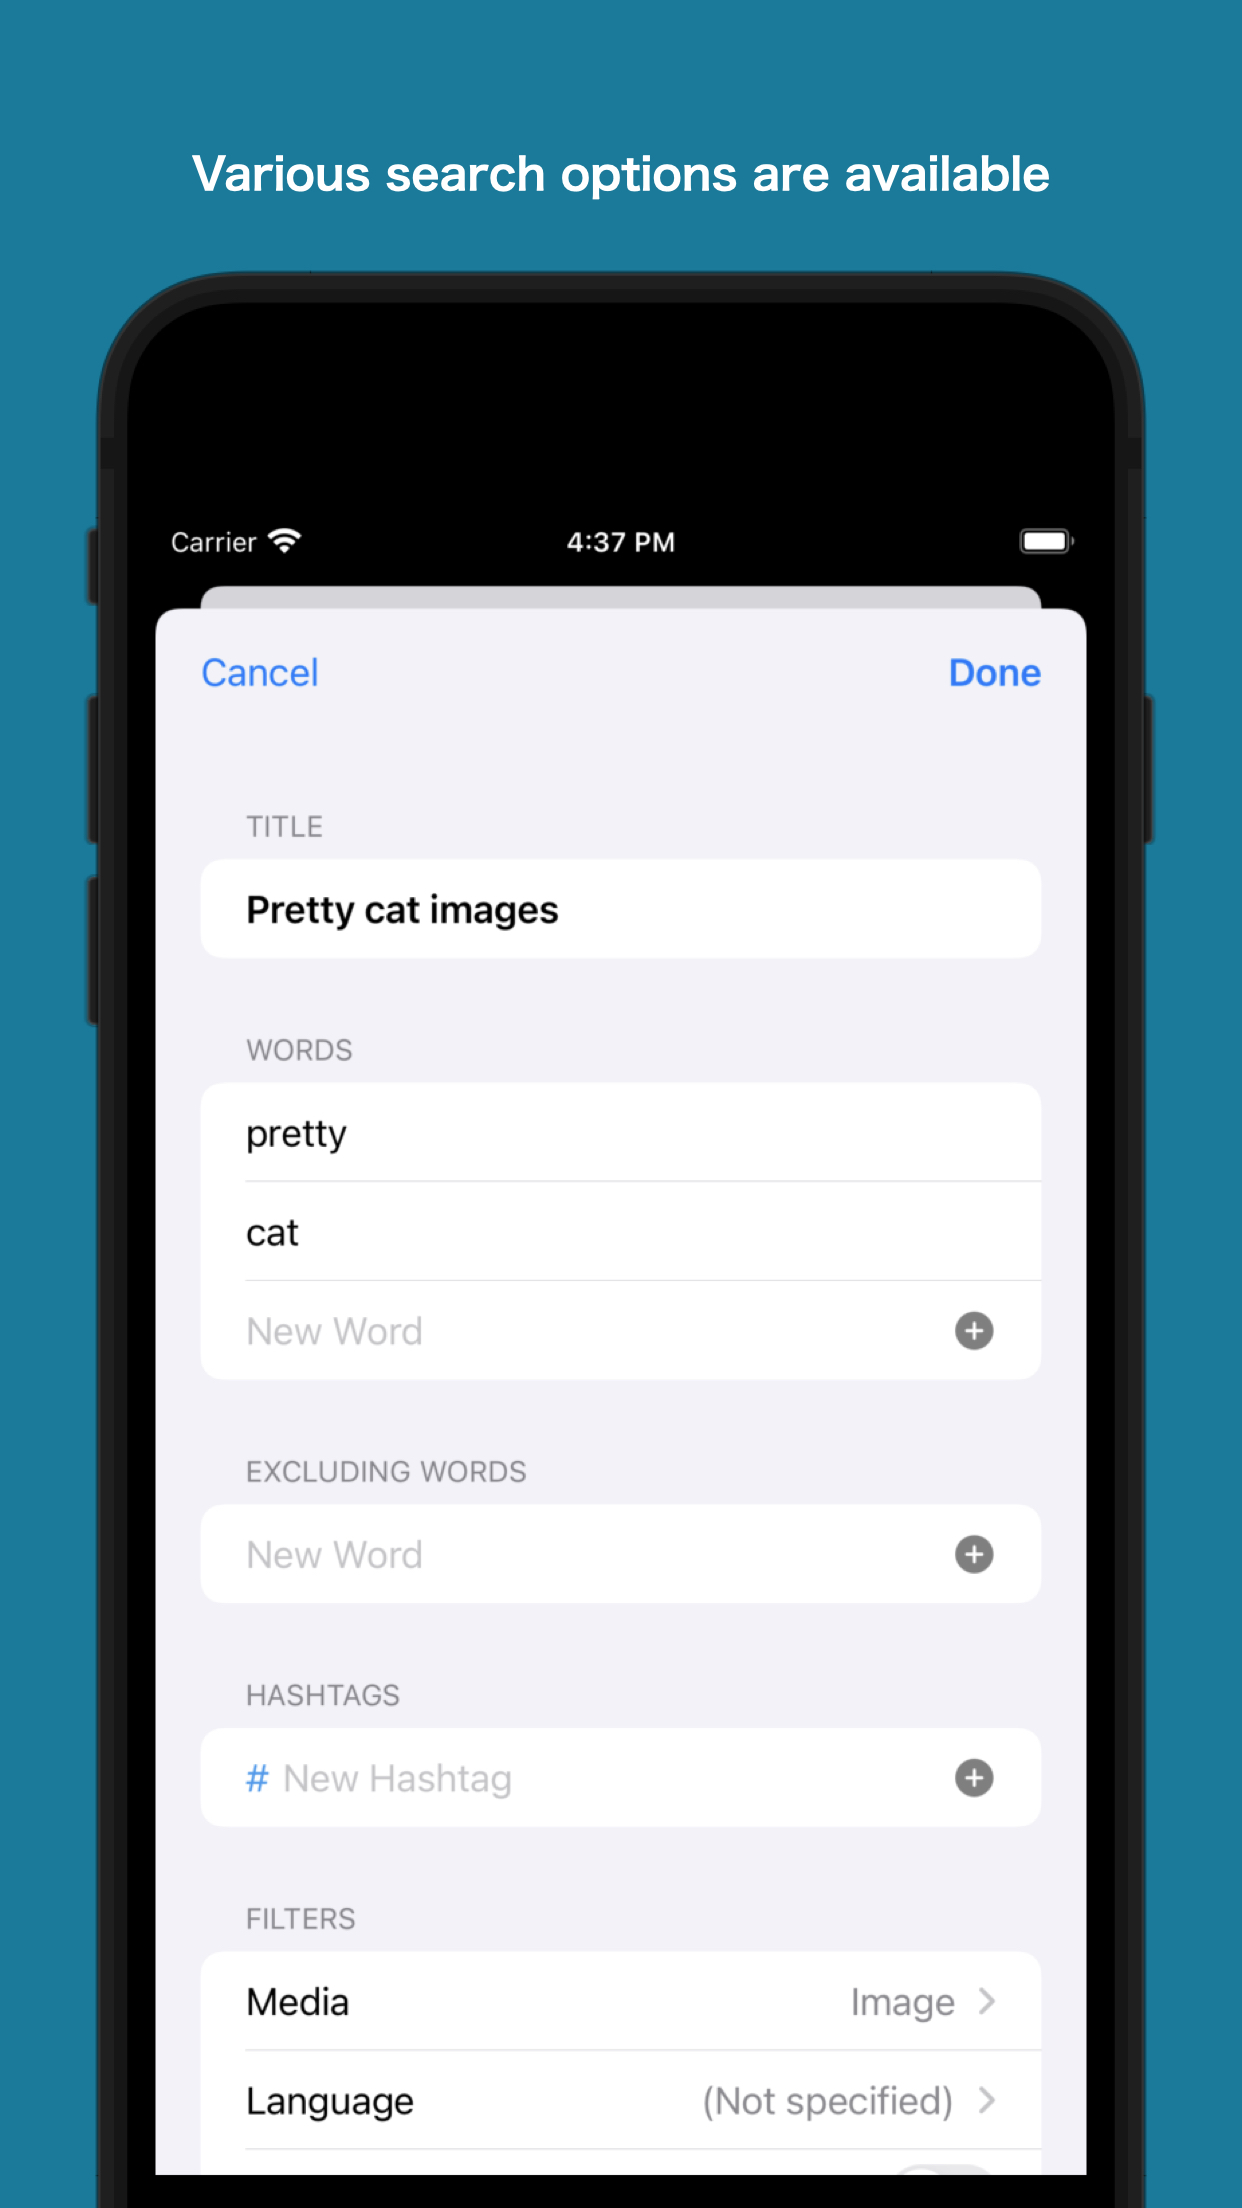 Various search options are available
Carrier 4:37 PM
Cancel Done
TITLE
Pretty cat images
WORDS
pretty
cat
New Word
EXCLUDING WORDS
New Word
HASHTAGS
# New Hashtag
FILTERS
Media Image
Language (Not specified)